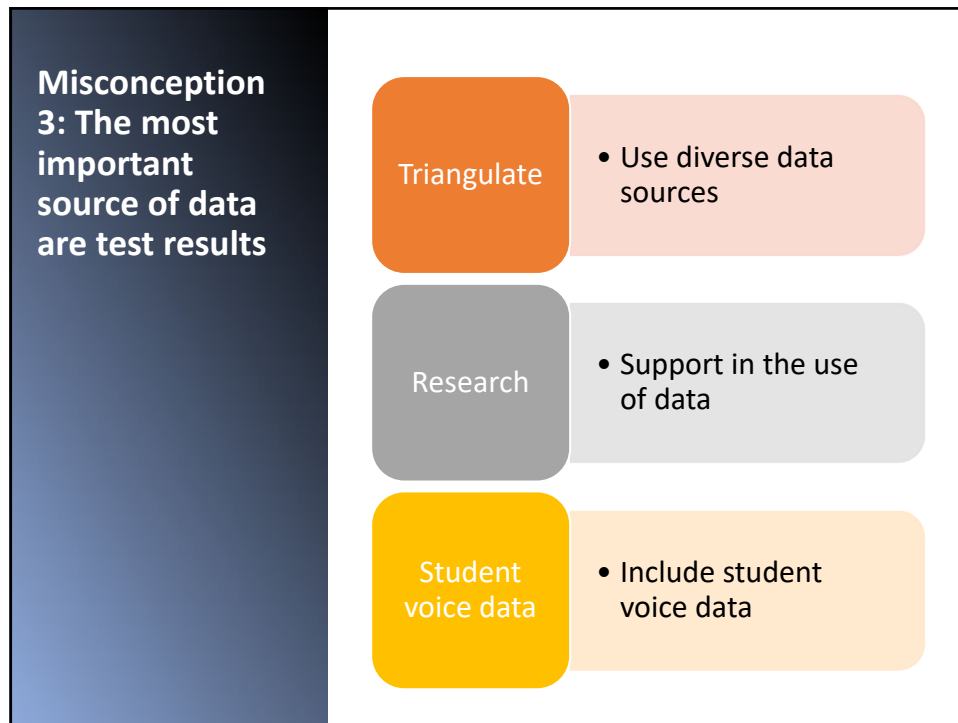 Misconception
3: The most
important
source of data
are test results
Triangulate
• Use diverse data
sources
Research
• Support in the use
of data
Student
voice data
• Include student
voice data